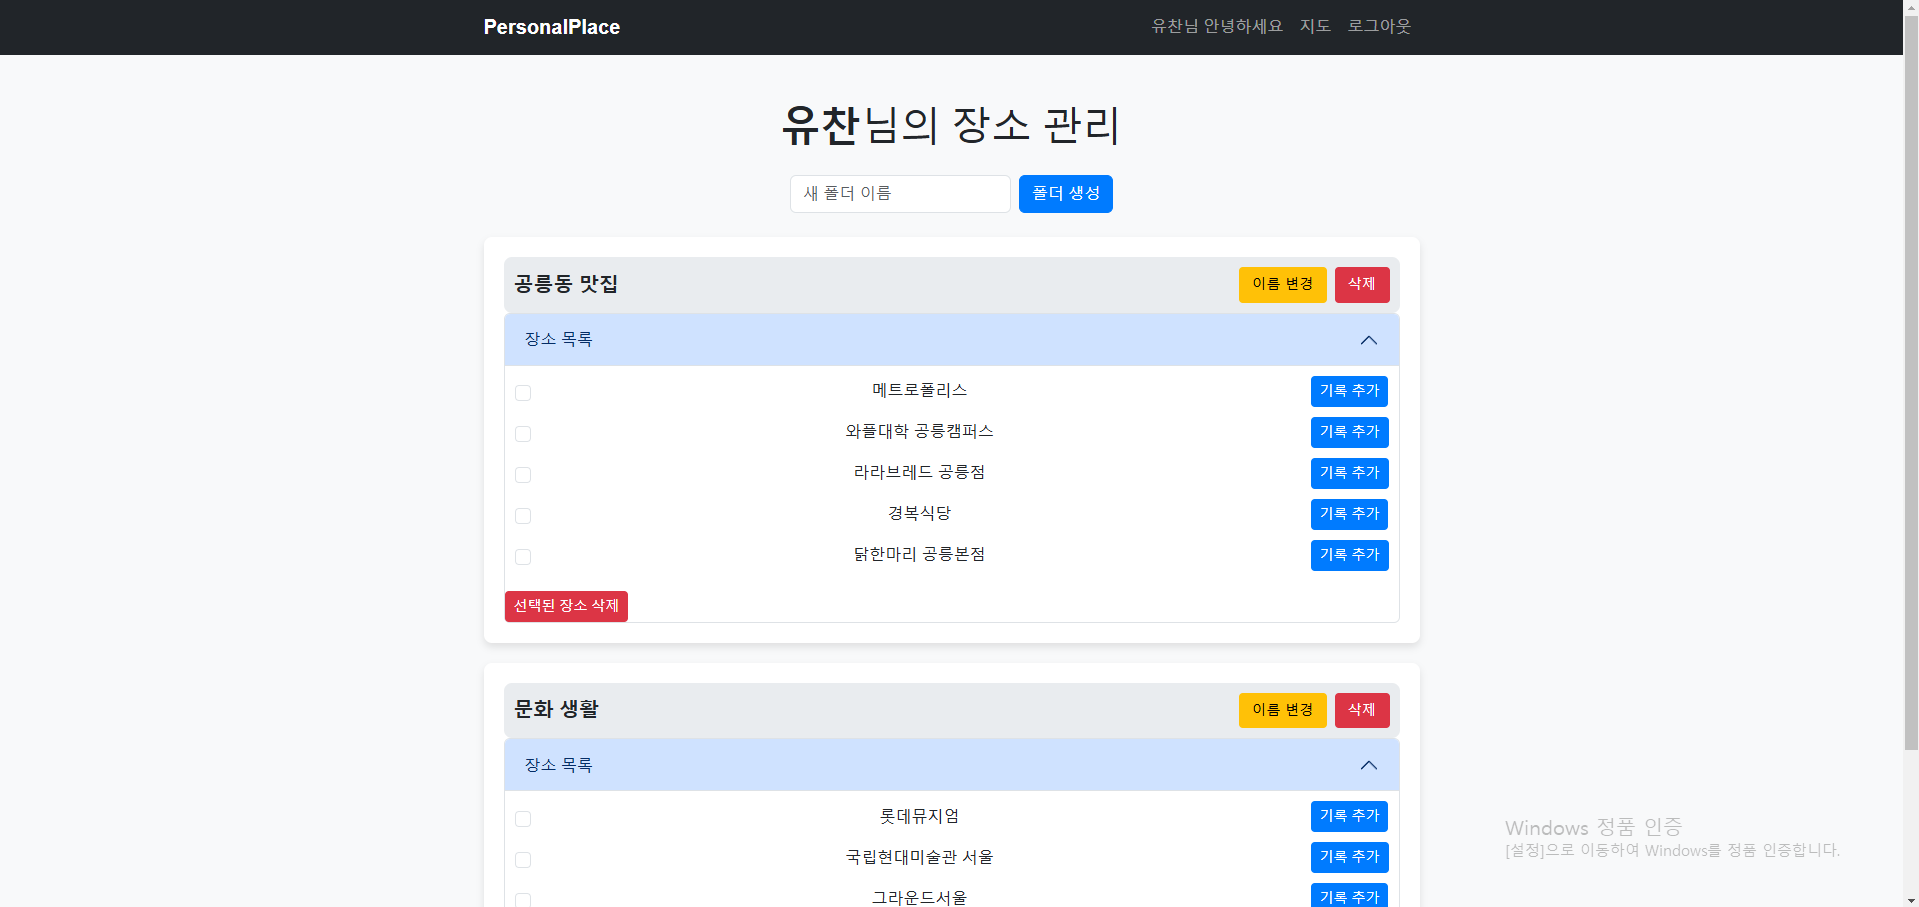 PersonalPlace
유찬님 안녕하세요 지도 로그아웃
유찬님의 장소 관리
새 폴더 이름 폴더 생성
공릉동 맛집 이름 변경 삭제
장소 목록
메트로폴리스 기록 추가
와플대학 공릉캠퍼스 기록 추가
라라브레드 공릉점 기록 추가
경복식당 기록 추가
닭한마리 공릉본점 기록 추가
선택된 장소 삭제
문화 생활 이름 변경 삭제
장소 목록
롯데뮤지엄 기록 추가
국립현대미술관 서울 기록 추가
그라운드서울 기록 추가
Windows 정품 인증
[설정]으로 이동하여 Windows를 정품 인증합니다.